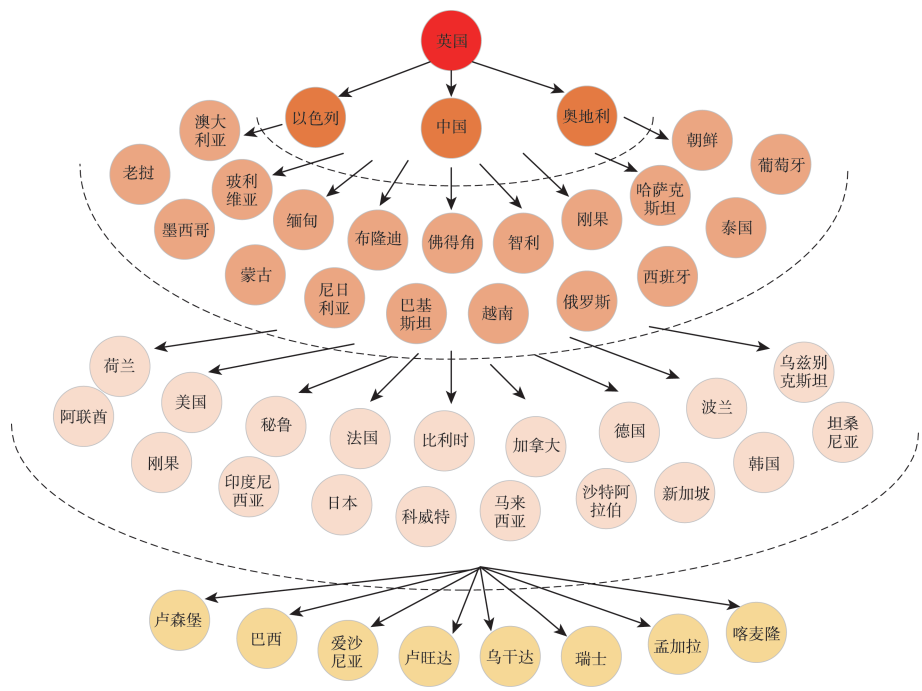 英国
以色列
中国
奥地利
澳大
利亚
朝鲜
老挝
玻利
维亚
哈萨克
斯坦
葡萄牙
墨西哥
缅甸
布隆迪
佛得角
智利
刚果
泰国
蒙古
尼日
利亚
巴基
斯坦
越南
俄罗斯
西班牙
荷兰
乌兹别
克斯坦
阿联酋
美国
秘鲁
法国
比利时
加拿大
德国
波兰
坦桑
尼亚
刚果
印度尼
西亚
日本
科威特
马来
西亚
沙特阿
拉伯
新加坡
韩国
卢森堡
巴西
爱沙
尼亚
卢旺达
乌干达
瑞士
孟加拉
喀麦隆